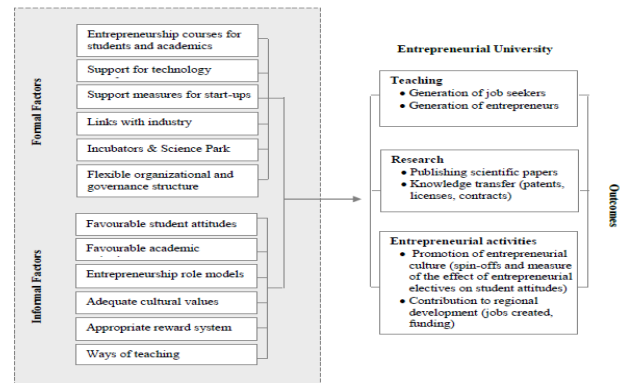 Formal Factors
Entrepreneurship courses for
students and academics
Support for technology
Support measures for start-ups
Links with industry
Incubators & Science Park
Flexible organizational and
governance structure
Informal Factors
Favourable student attitudes
Favourable academic
Entrepreneurship role models
Adequate cultural values
Appropriate reward system
Ways of teaching
Entrepreneurial University
Teaching
• Generation of job seekers
• Generation of entrepreneurs
Research
• Publishing scientific papers
• Knowledge transfer (patents,
licenses, contracts)
Entrepreneurial activities
• Promotion of entrepreneurial
culture (spin-offs and measure
of the effect of entrepreneurial
electives on student attitudes)
• Contribution to regional
development (jobs created,
funding)
Outcomes